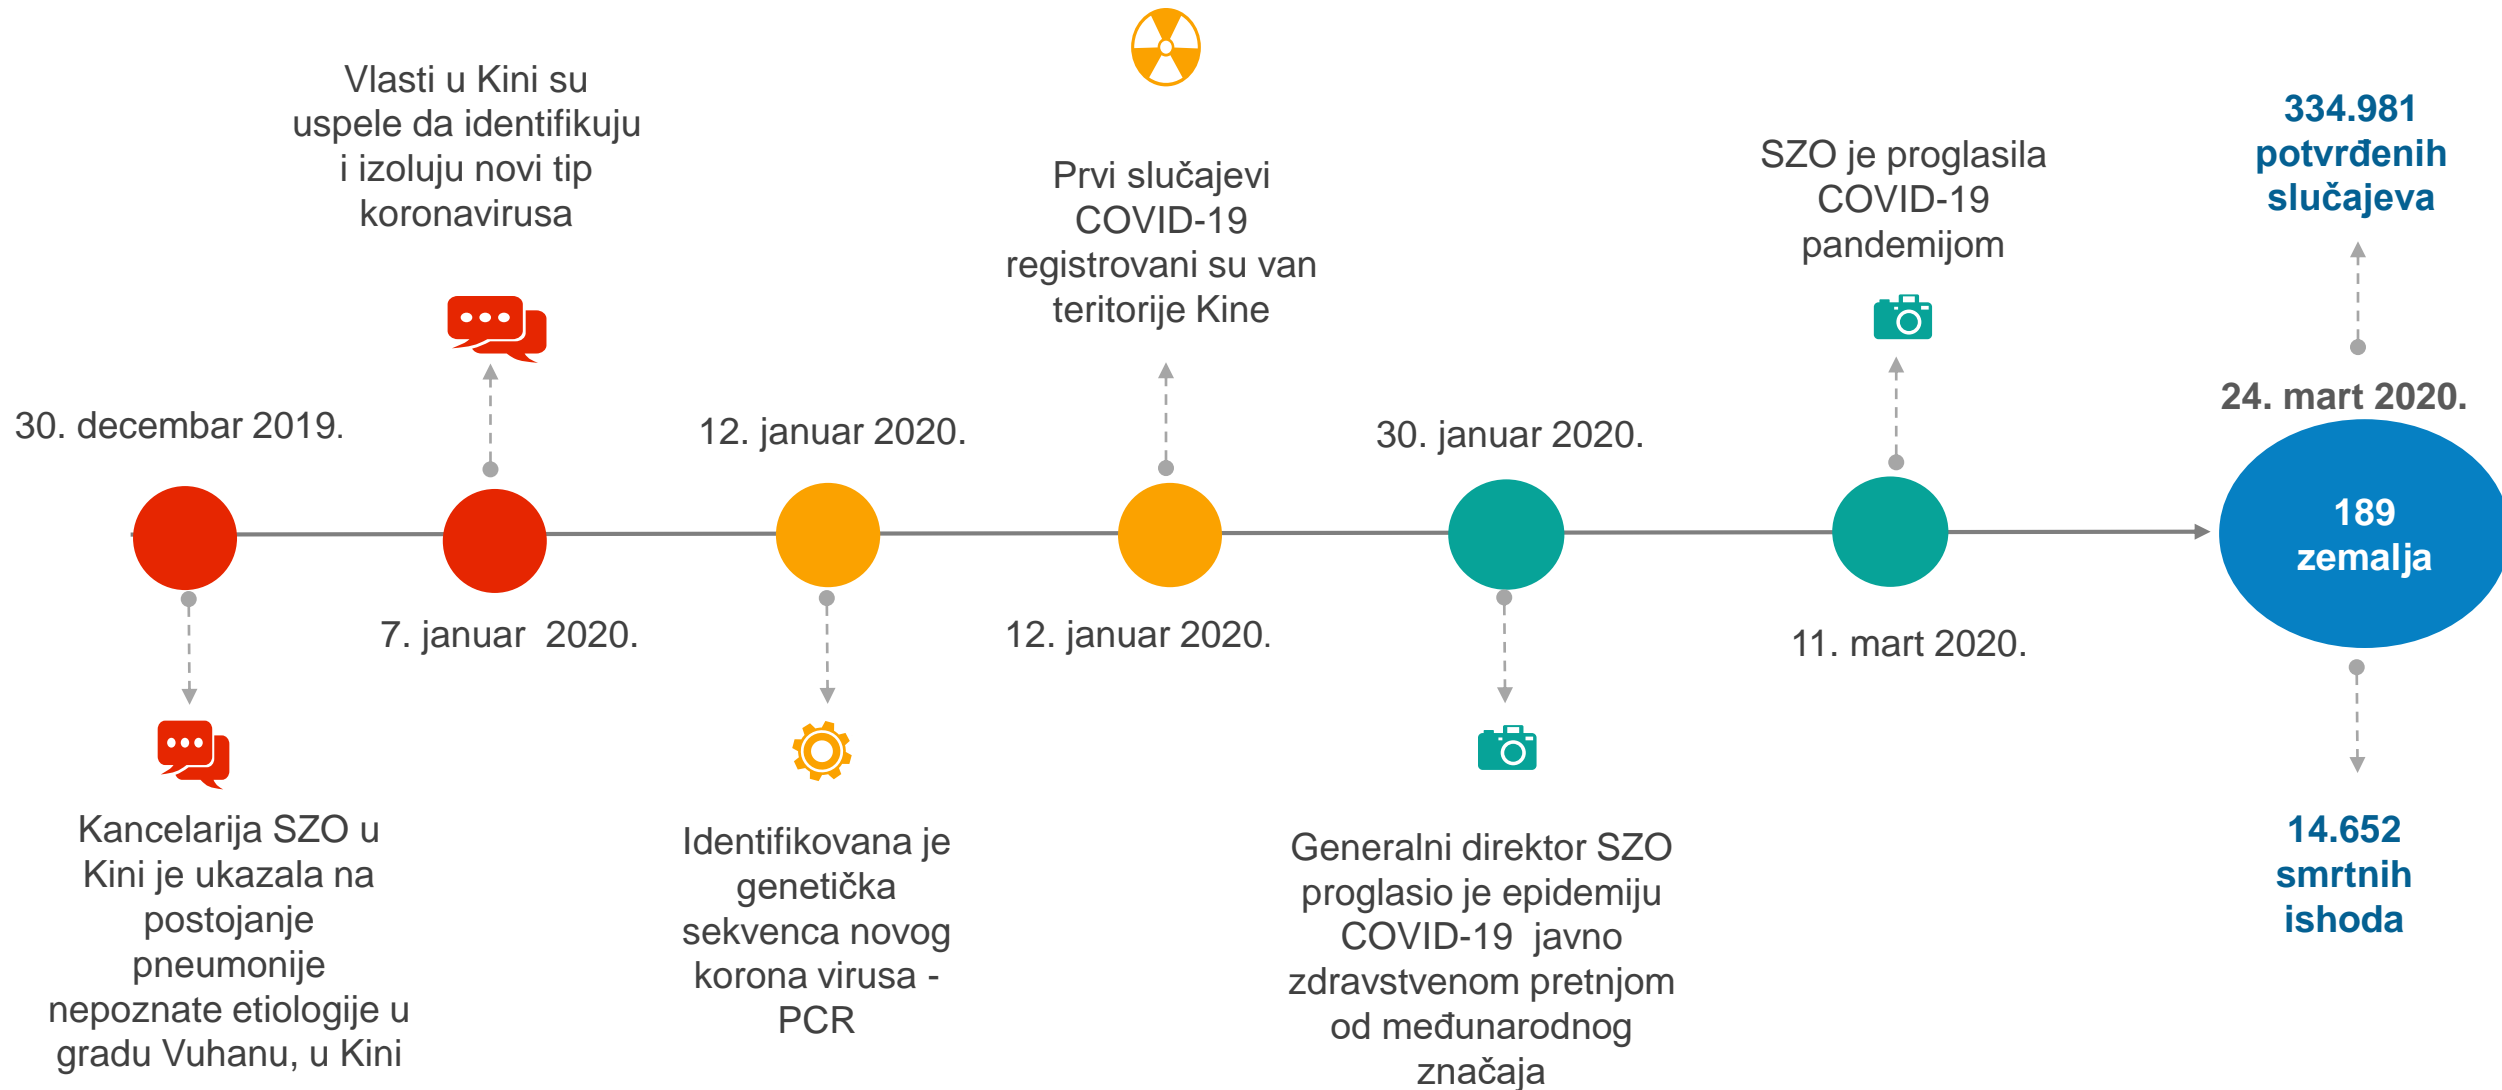 30. decembar 2019.
Kancelarija SZO u
Kini je ukazala na
postojanje
pneumonije
nepoznate etiologije u
gradu Vuhanu, u Kini
Vlasti u Kini su
uspele da identifikuju
i izoluju novi tip
koronavirusa
7. januar  2020.
12. januar 2020.
Identifikovana je
genetička
sekvenca novog
korona virusa -
PCR
Prvi slučajevi
COVID-19
registrovani su van
teritorije Kine
12. januar 2020.
30. januar 2020.
Generalni direktor SZO
proglasio je epidemiju
COVID-19  javno
zdravstvenom pretnjom
od međunarodnog
značaja
SZO je proglasila
COVID-19
pandemijom
11. mart 2020.
334.981
potvrđenih
slučajeva
24. mart 2020.
189
zemalja
14.652
smrtnih
ishoda